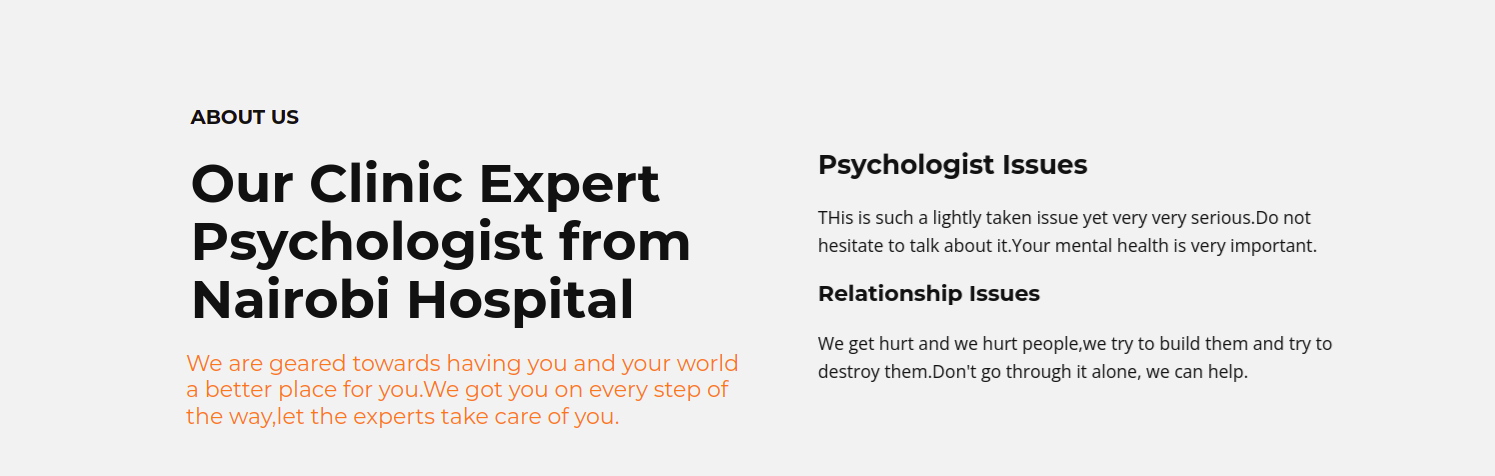 ABOUT US
Our Clinic Expert
Psychologist from
Nairobi Hospital
We are geared towards having you and your world
a better place for you.We got you on every step of
the way,let the experts take care of you.
Psychologist Issues
THis is such a lightly taken issue yet very very serious.Do not
hesitate to talk about it.Your mental health is very important.
Relationship Issues
We get hurt and we hurt people,we try to build them and try to
destroy them.Don't go through it alone, we can help.